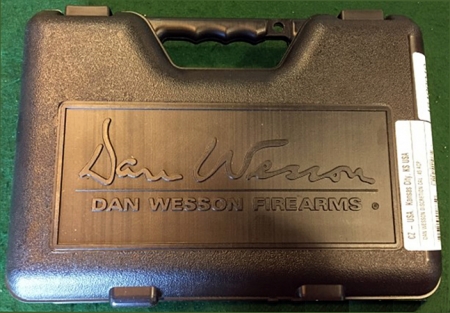 Dan Wesson
DAN WESSON FIREARMS ®
CZ - USA Kansas City, KS USA